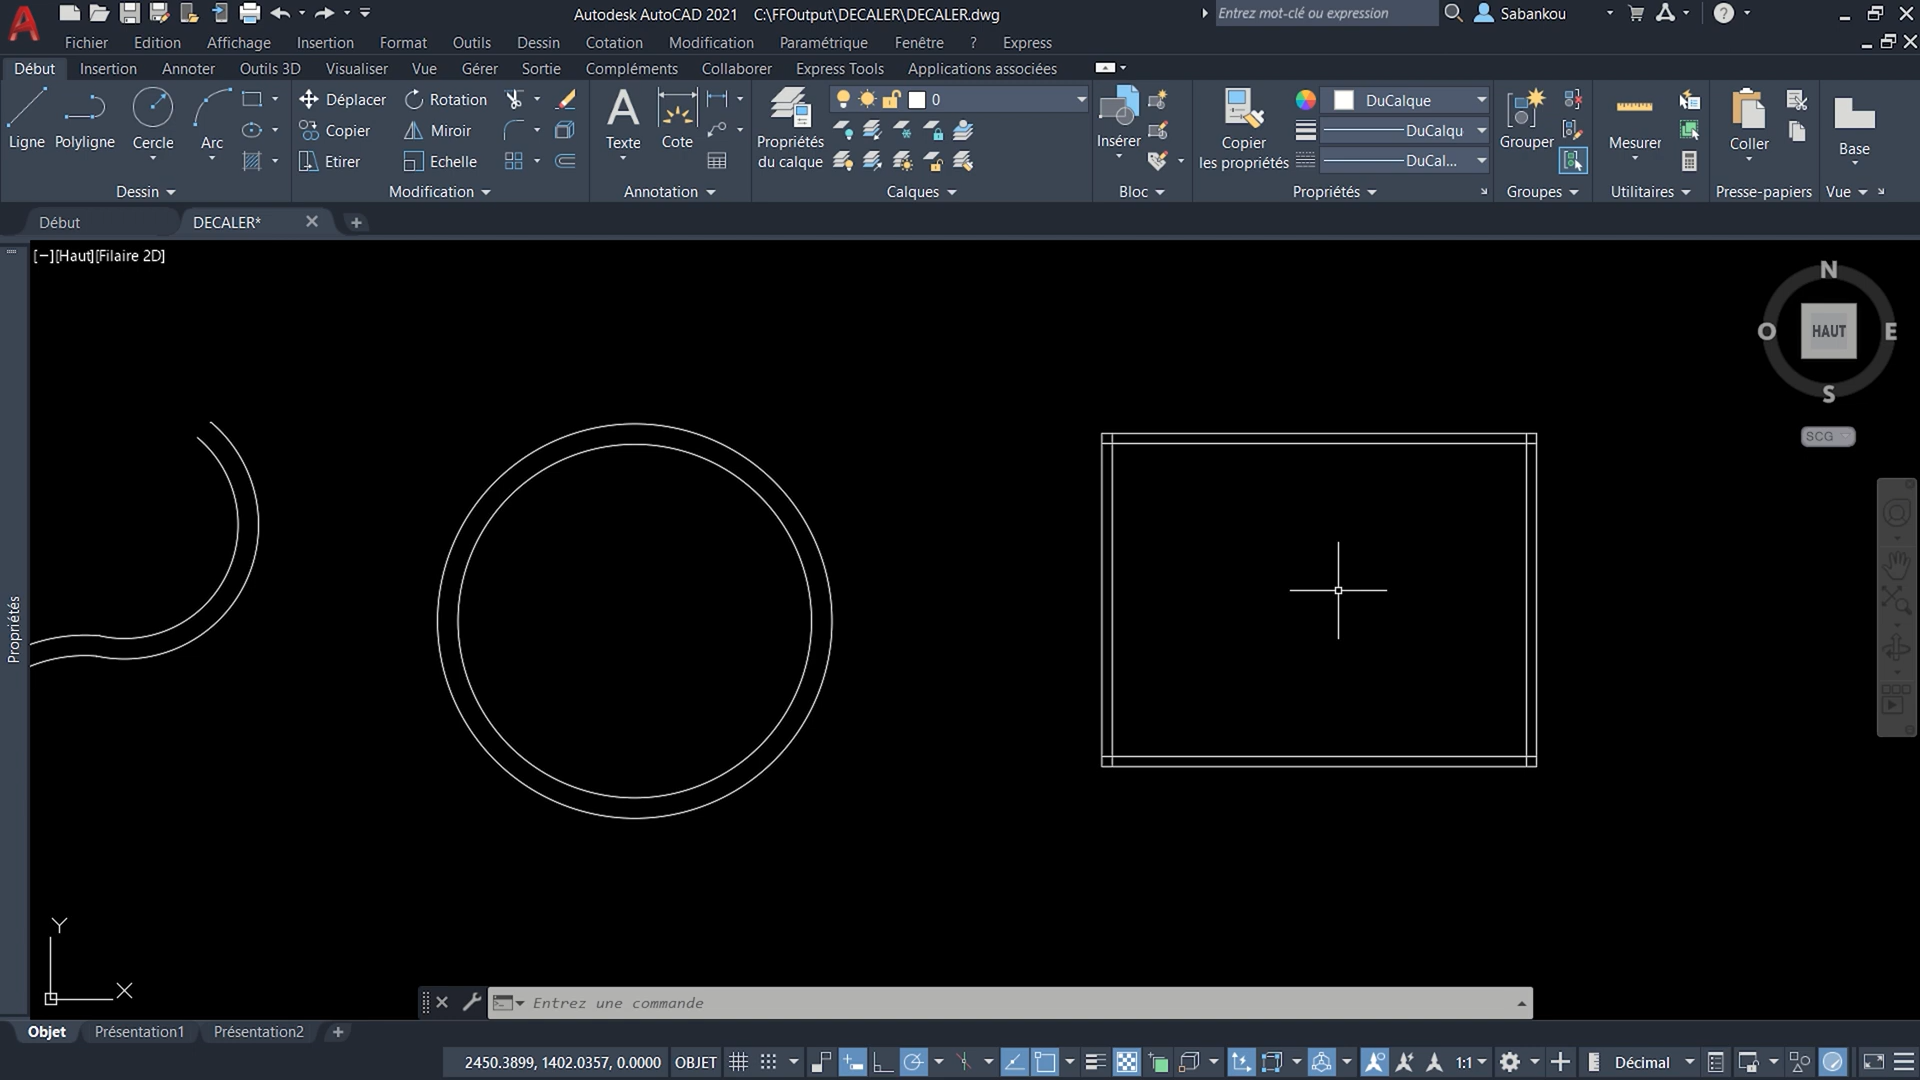 Autodesk AutoCAD 2021 C:\FFOutput\DECALER\DECALER.dwg
Entrez mot-clé ou expression
Sabankou
?
Fichier Edition Affichage Insertion Format Outils Dessin Cotation Modification Paramétrique Fenêtre ? Express
Début Insertion Annoter Outils 3D Visualiser Vue Gérer Sortie Compléments Collaborer Express Tools Applications associées
Ligne
Polyligne
Cercle
Arc
Dessin
Déplacer
Rotation
Copier
Miroir
Etirer
Echelle
Modification
Texte
Cote
Annotation
Propriétés
du calque
0
Calques
Insérer
Bloc
Copier
les propriétés
DuCalque
DuCalqu
DuCal...
Propriétés
Grouper
Groupes
Mesurer
Utilitaires
Coller
Presse-papiers
Base
Vue
Début
DECALER*
[−][Haut][Filaire 2D]
N
O
HAUT
E
S
SCG
Propriétés
Y
X
Entrez une commande
Objet Présentation1 Présentation2
2450.3899, 1402.0357, 0.0000 OBJET
1:1
Décimal